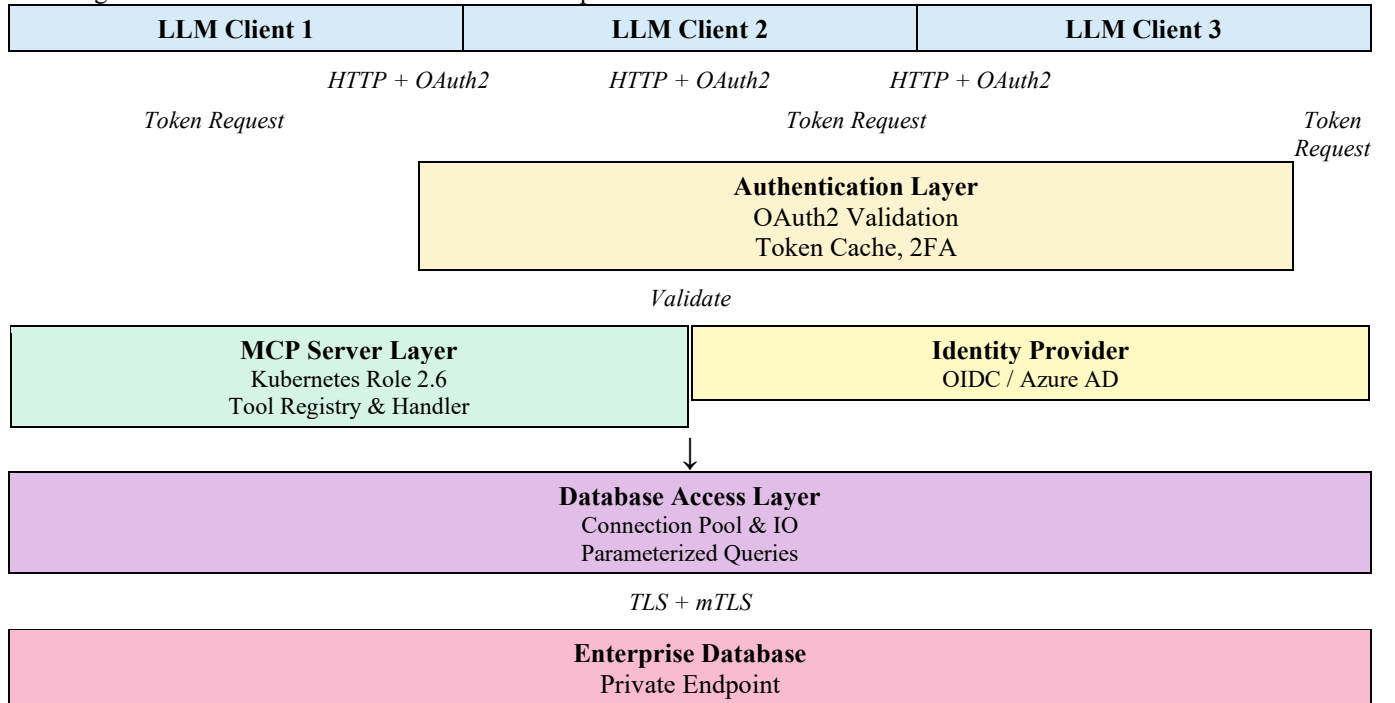 LLM Client 1 LLM Client 2 LLM Client 3
HTTP + OAuth2 HTTP + OAuth2 HTTP + OAuth2
Token Request Token Request Token
Request
Authentication Layer
OAuth2 Validation
Token Cache, 2FA
Validate
MCP Server Layer Identity Provider
Kubernetes Role 2.6 OIDC / Azure AD
Tool Registry & Handler
↓
Database Access Layer
Connection Pool & IO
Parameterized Queries
TLS + mTLS
Enterprise Database
Private Endpoint